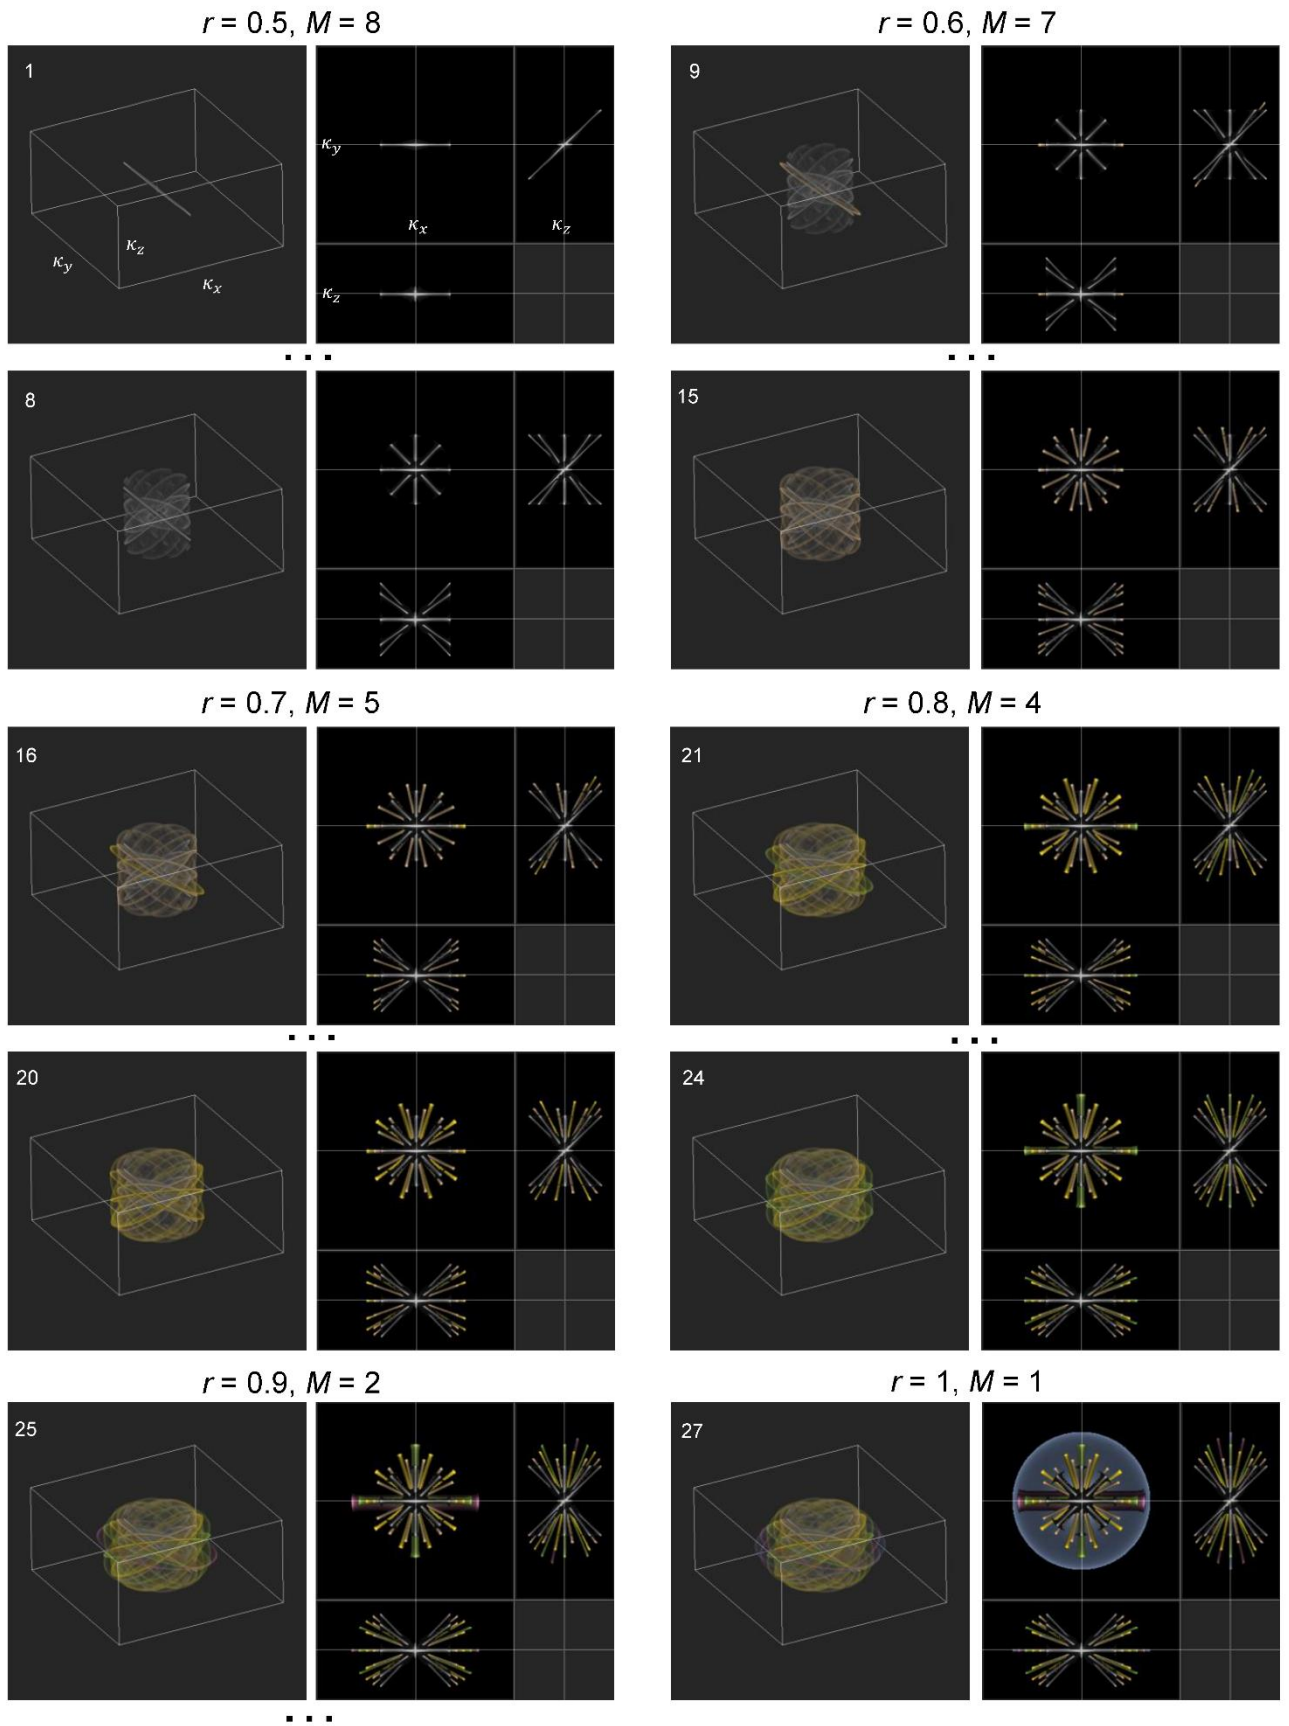 r = 0.5, M = 8
r = 0.6, M = 7
1
κz
κy
κx
κy
κx
κz
κz
9
...
...
8
15
r = 0.7, M = 5
r = 0.8, M = 4
16
21
...
...
20
24
r = 0.9, M = 2
r = 1, M = 1
25
27
...